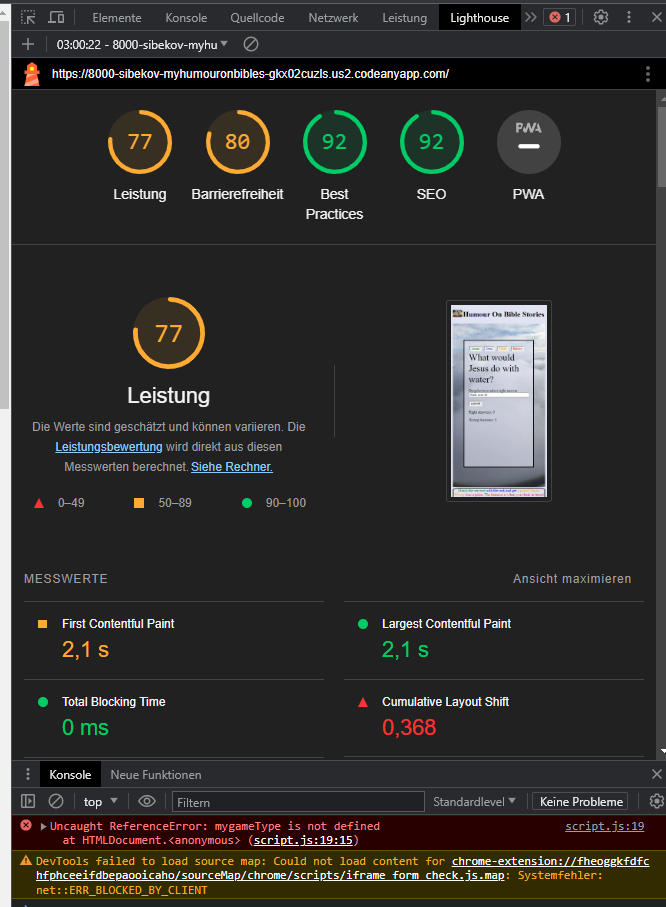 Elemente Konsole Quellcode Netzwerk Leistung Lighthouse 1
03:00:22 - 8000-sibekov-myhu
https://8000-sibekov-myhumouronbibles-gkx02cuzls.us2.codeanyapp.com/
77 80 92 92 PWA
Leistung Barrierefreiheit Best Practices SEO PWA
77
Leistung
Die Werte sind geschätzt und können variieren. Die
Leistungsbewertung wird direkt aus diesen
Messwerten berechnet. Siehe Rechner.
0–49 50–89 90–100
Humour On Bible Stories
What would
Jesus do with
water?
MESSWERTE Ansicht maximieren
First Contentful Paint
2,1 s
Largest Contentful Paint
2,1 s
Total Blocking Time
0 ms
Cumulative Layout Shift
0,368
Konsole Neue Funktionen
top Filtern Standardlevel Keine Probleme
Uncaught ReferenceError: mygameType is not defined script.js:19
at HTMLDocument.<anonymous> (script.js:19:15)
DevTools failed to load source map: Could not load content for chrome-extension://fheoggkfdfc
hfphceeifdbepaooicaho/sourceMap/chrome/scripts/iframe_form_check.js.map: Systemfehler:
net::ERR_BLOCKED_BY_CLIENT